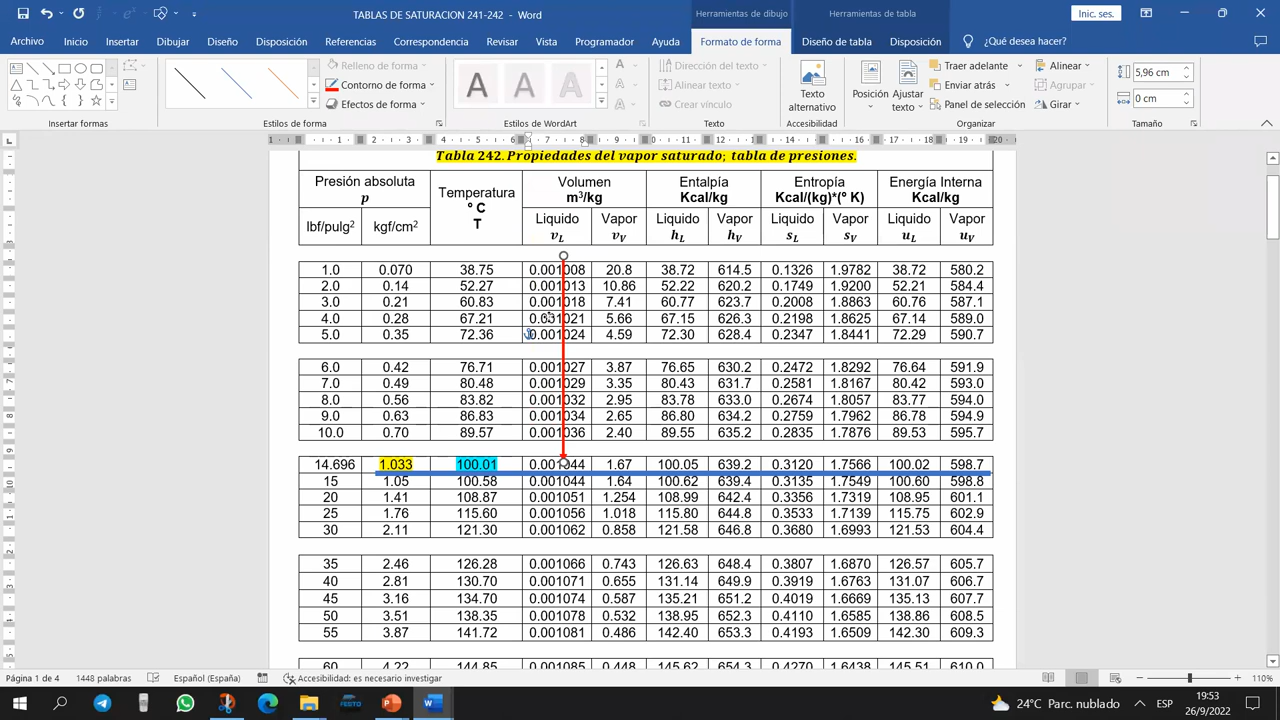 TABLAS DE SATURACION 241-242 - Word
Herramientas de dibujo
Herramientas de tabla
Inic. ses.
Archivo Inicio Insertar Dibujar Diseño Disposición Referencias Correspondencia Revisar Vista Programador Ayuda Formato de forma Diseño de tabla Disposición ¿Qué desea hacer?
Relleno de forma
Contorno de forma
Efectos de forma
Dirección del texto
Alinear texto
Crear vínculo
Texto alternativo
Posición
Ajustar texto
Traer adelante
Enviar atrás
Panel de selección
Alinear
Agrupar
Girar
5,96 cm
0 cm
Insertar formas
Estilos de forma
Estilos de WordArt
Texto
Accesibilidad
Organizar
Tamaño
Tabla 242. Propiedades del vapor saturado; tabla de presiones.
Presión absoluta p
Temperatura ° C T
Volumen m³/kg
Entalpía Kcal/kg
Entropía Kcal/(kg)*(° K)
Energía Interna Kcal/kg
lbf/pulg² kgf/cm² Liquido Vapor Liquido Vapor Liquido Vapor Liquido Vapor
v_L v_V h_L h_V s_L s_V u_L u_V
1.0 0.070 38.75 0.001008 20.8 38.72 614.5 0.1326 1.9782 38.72 580.2
2.0 0.14 52.27 0.001013 10.86 52.22 620.2 0.1749 1.9200 52.21 584.4
3.0 0.21 60.83 0.001018 7.41 60.77 623.7 0.2008 1.8863 60.76 587.1
4.0 0.28 67.21 0.001021 5.66 67.15 626.3 0.2198 1.8625 67.14 589.0
5.0 0.35 72.36 0.001024 4.59 72.30 628.4 0.2347 1.8441 72.29 590.7
6.0 0.42 76.71 0.001027 3.87 76.65 630.2 0.2472 1.8292 76.64 591.9
7.0 0.49 80.48 0.001029 3.35 80.43 631.7 0.2581 1.8167 80.42 593.0
8.0 0.56 83.82 0.001032 2.95 83.78 633.0 0.2674 1.8057 83.77 594.0
9.0 0.63 86.83 0.001034 2.65 86.80 634.2 0.2759 1.7962 86.78 594.9
10.0 0.70 89.57 0.001036 2.40 89.55 635.2 0.2835 1.7876 89.53 595.7
14.696 1.033 100.01 0.001044 1.67 100.05 639.2 0.3120 1.7566 100.02 598.7
15 1.05 100.58 0.001044 1.64 100.62 639.4 0.3135 1.7549 100.60 598.8
20 1.41 108.87 0.001051 1.254 108.99 642.4 0.3356 1.7319 108.95 601.1
25 1.76 115.60 0.001056 1.018 115.80 644.8 0.3533 1.7139 115.75 602.9
30 2.11 121.30 0.001062 0.858 121.58 646.8 0.3680 1.6993 121.53 604.4
35 2.46 126.28 0.001066 0.743 126.63 648.4 0.3807 1.6870 126.57 605.7
40 2.81 130.70 0.001071 0.655 131.14 649.9 0.3919 1.6763 131.07 606.7
45 3.16 134.70 0.001074 0.587 135.21 651.2 0.4019 1.6669 135.13 607.7
50 3.51 138.35 0.001078 0.532 138.95 652.3 0.4110 1.6585 138.86 608.5
55 3.87 141.72 0.001081 0.486 142.40 653.3 0.4193 1.6509 142.30 609.3
60 4.22 144.85 0.001085 0.448 145.62 654.3 0.4270 1.6438 145.51 610.0
Página 1 de 4 1448 palabras Español (España) Accesibilidad: es necesario investigar 110%
FESTO
24°C Parc. nublado
ESP
19:53
26/9/2022